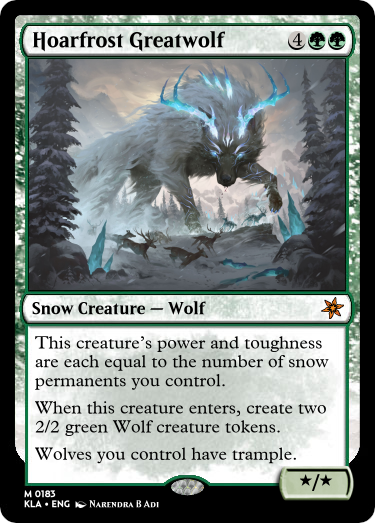 Hoarfrost Greatwolf 4
Snow Creature — Wolf
This creature's power and toughness
are each equal to the number of snow
permanents you control.
When this creature enters, create two
2/2 green Wolf creature tokens.
Wolves you control have trample.
★/★
M 0183
KLA • ENG Narendra B Adi